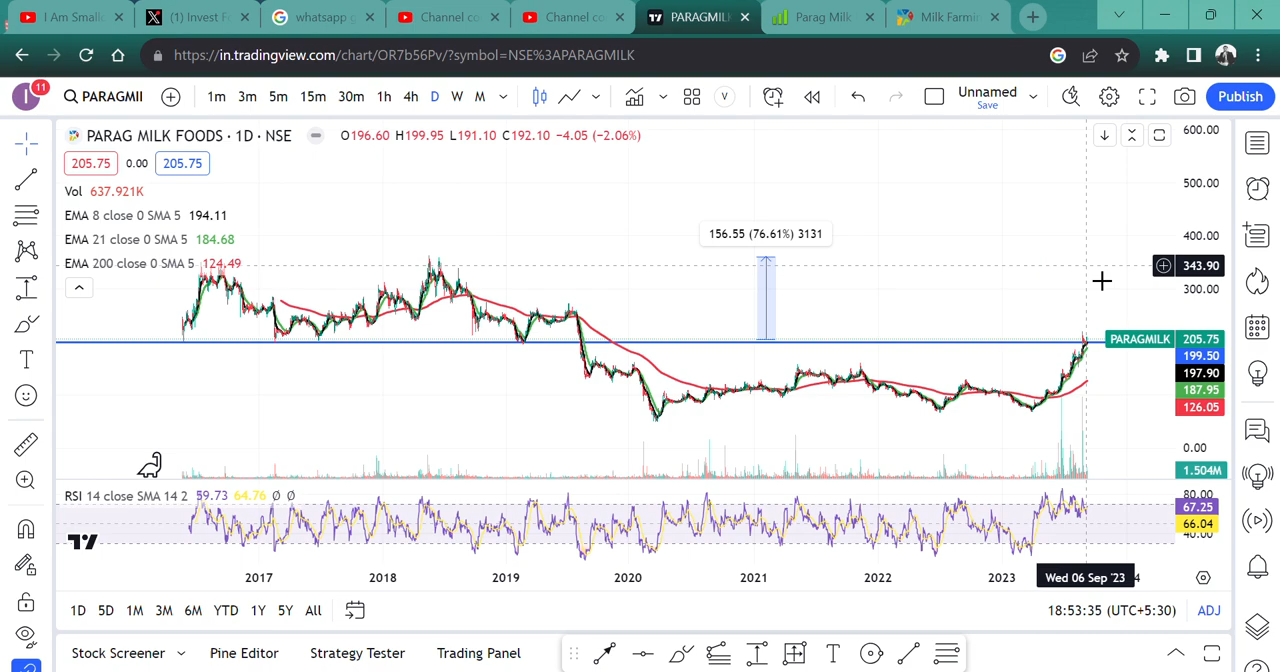 I Am Small
(1) Invest Fo
whatsapp g
Channel co
Channel co
PARAGMILK
Parag Milk
Milk Farmin
https://in.tradingview.com/chart/OR7b56Pv/?symbol=NSE%3APARAGMILK
I 11 PARAGMII 1m 3m 5m 15m 30m 1h 4h D W M V Unnamed Save Publish
PARAG MILK FOODS · 1D · NSE O196.60 H199.95 L191.10 C192.10 −4.05 (−2.06%)
205.75 0.00 205.75
Vol 637.921K
EMA 8 close 0 SMA 5 194.11
EMA 21 close 0 SMA 5 184.68
EMA 200 close 0 SMA 5 124.49
156.55 (76.61%) 3131
600.00
500.00
400.00
343.90
300.00
PARAGMILK 205.75
199.50
197.90
187.95
126.05
0.00
1.504M
RSI 14 close SMA 14 2 59.73 64.76 Ø Ø
80.00
67.25
66.04
40.00
2017 2018 2019 2020 2021 2022 2023 Wed 06 Sep '23 4
1D 5D 1M 3M 6M YTD 1Y 5Y All 18:53:35 (UTC+5:30) ADJ
Stock Screener Pine Editor Strategy Tester Trading Panel